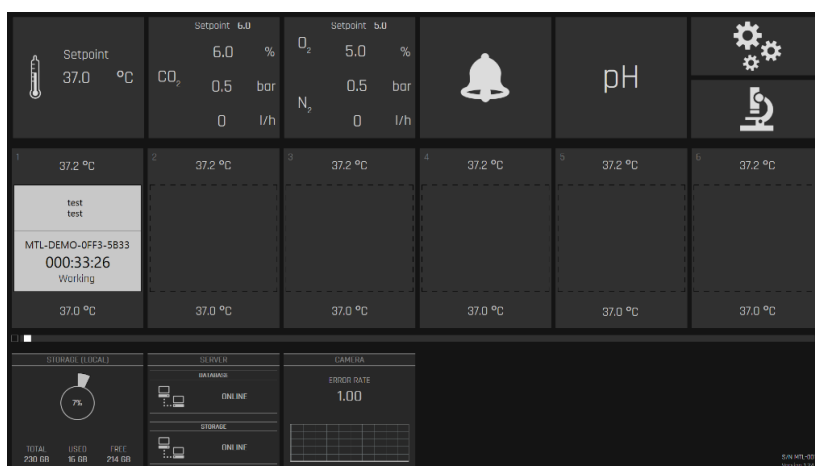 Setpoint
37.0 °C
Setpoint 6.0
6.0 %
CO₂
0.5 bar
0 l/h
Setpoint 5.0
O₂ 5.0 %
0.5 bar
N₂
0 l/h
pH
1 37.2 °C
2 37.2 °C
3 37.2 °C
4 37.2 °C
5 37.2 °C
6 37.2 °C
test
test
MTL-DEMO-0FF3-5B33
000:33:26
Working
37.0 °C
37.0 °C
37.0 °C
37.0 °C
37.0 °C
37.0 °C
STORAGE (LOCAL)
7%
TOTAL USED FREE
230 GB 16 GB 214 GB
SERVER
DATABASE
ONLINE
STORAGE
ONLINE
CAMERA
ERROR RATE
1.00
S/N MTL-00